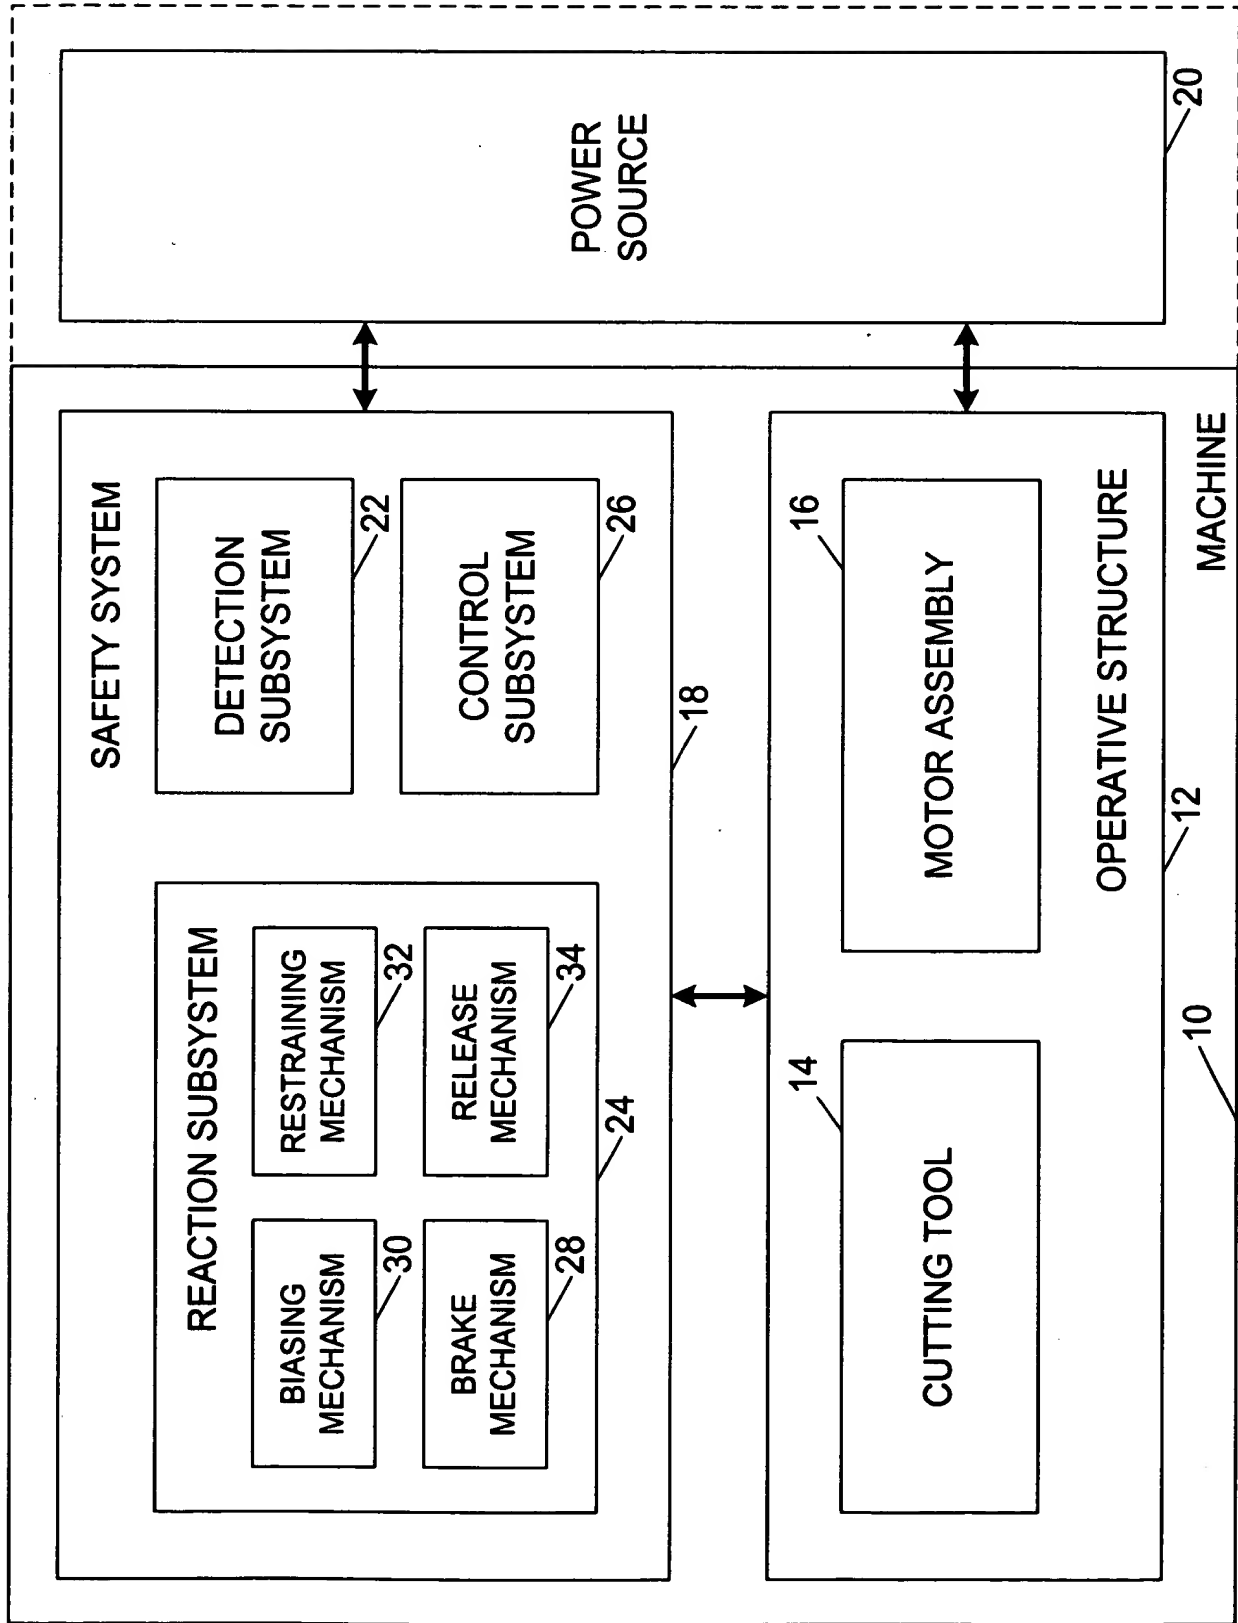 SAFETY SYSTEM
REACTION SUBSYSTEM
BIASING
MECHANISM
30
RESTRAINING
MECHANISM
32
BRAKE
MECHANISM
28
RELEASE
MECHANISM
34
24
DETECTION
SUBSYSTEM
22
CONTROL
SUBSYSTEM
26
18
CUTTING TOOL
14
MOTOR ASSEMBLY
16
OPERATIVE STRUCTURE
12
MACHINE
10
POWER
SOURCE
20